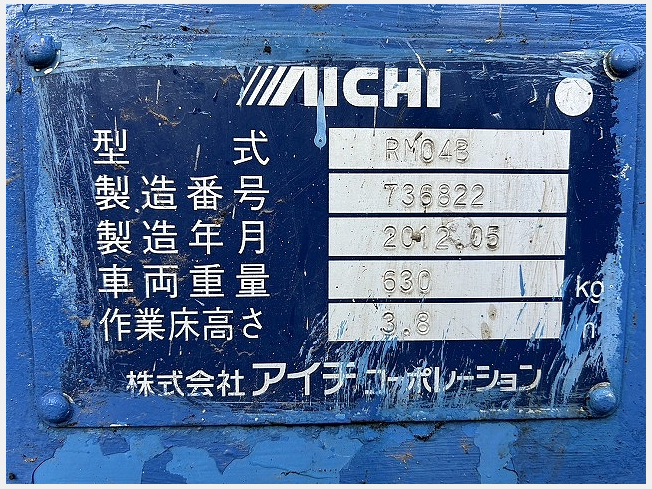 AICHI
型式 RM04B
製造番号 736822
製造年月 2012.05
車両重量 630 kg
作業床高さ 3.8 m
株式会社アイチコーポレーション